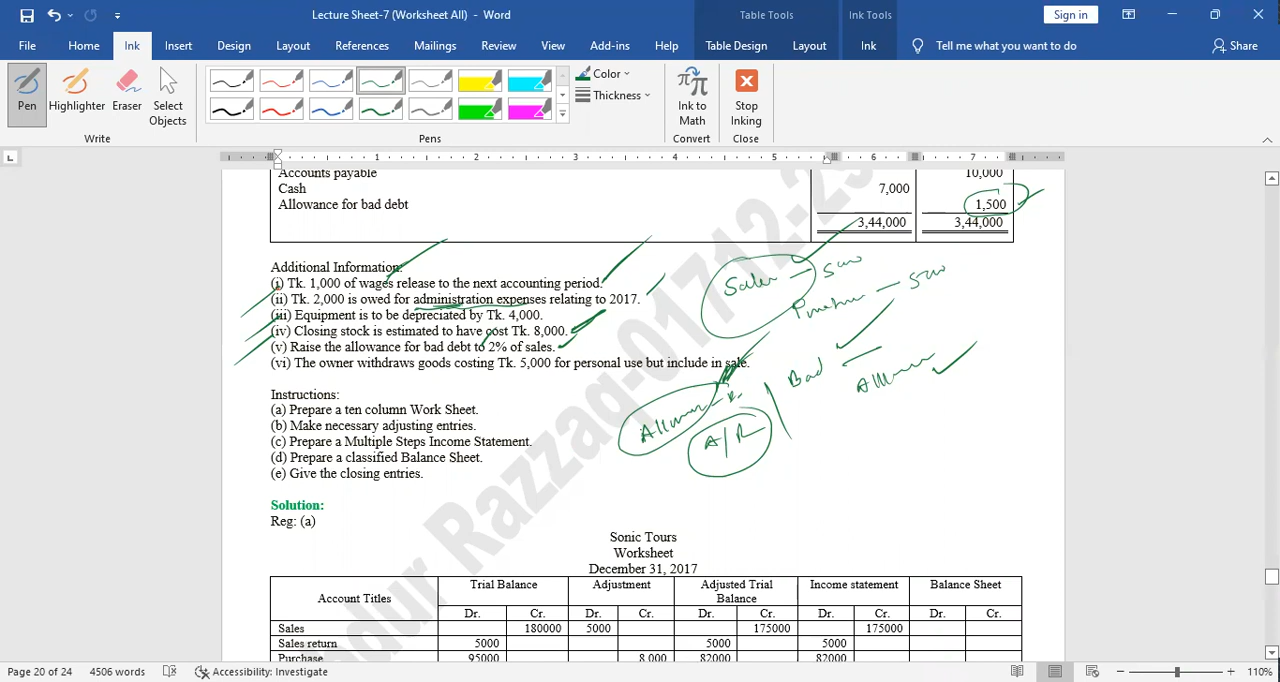 Lecture Sheet-7 (Worksheet All) - Word
Table Tools
Ink Tools
Sign in
File Home Ink Insert Design Layout References Mailings Review View Add-ins Help Table Design Layout Ink Tell me what you want to do Share
Pen Highlighter Eraser Select Objects
Color
Thickness
Ink to Math
Stop Inking
Write Pens Convert Close
1 2 3 4 5 6 7
Accounts payable 10,000
Cash 7,000
Allowance for bad debt 1,500
3,44,000 3,44,000
Additional Information:
(i) Tk. 1,000 of wages release to the next accounting period.
(ii) Tk. 2,000 is owed for administration expenses relating to 2017.
(iii) Equipment is to be depreciated by Tk. 4,000.
(iv) Closing stock is estimated to have cost Tk. 8,000.
(v) Raise the allowance for bad debt to 2% of sales.
(vi) The owner withdraws goods costing Tk. 5,000 for personal use but include in sale.
Sales
Bad
A/R
Instructions:
(a) Prepare a ten column Work Sheet.
(b) Make necessary adjusting entries.
(c) Prepare a Multiple Steps Income Statement.
(d) Prepare a classified Balance Sheet.
(e) Give the closing entries.
Solution:
Reg: (a)
Sonic Tours
Worksheet
December 31, 2017
Account Titles Trial Balance Adjustment Adjusted Trial Balance Income statement Balance Sheet
Dr. Cr. Dr. Cr. Dr. Cr. Dr. Cr. Dr. Cr.
Sales 180000 5000 175000 175000
Sales return 5000 5000 5000
Purchase 95000 8,000 82000 82000
Razzaq-01712-2
Page 20 of 24 4506 words Accessibility: Investigate 110%